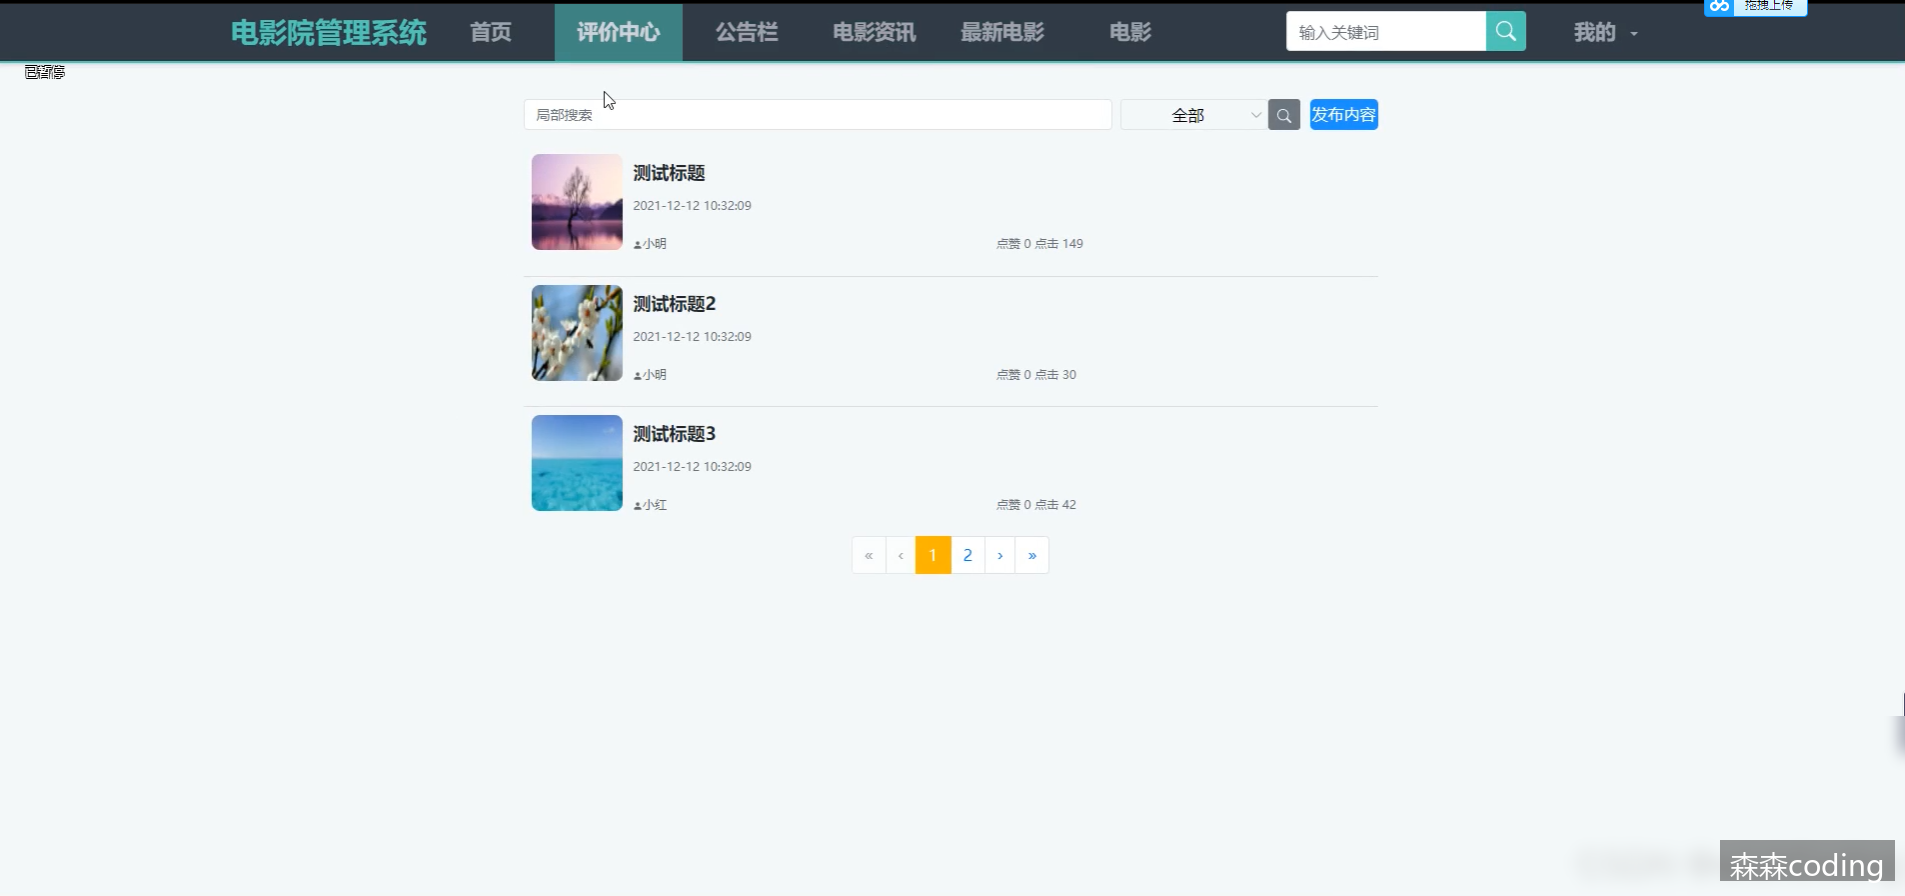 拖拽上传
电影院管理系统 首页 评价中心 公告栏 电影资讯 最新电影 电影 输入关键词 我的
已暂停
局部搜索 全部 发布内容
测试标题
2021-12-12 10:32:09
小明 点赞 0 点击 149
测试标题2
2021-12-12 10:32:09
小明 点赞 0 点击 30
测试标题3
2021-12-12 10:32:09
小红 点赞 0 点击 42
« ‹ 1 2 › »
森森coding